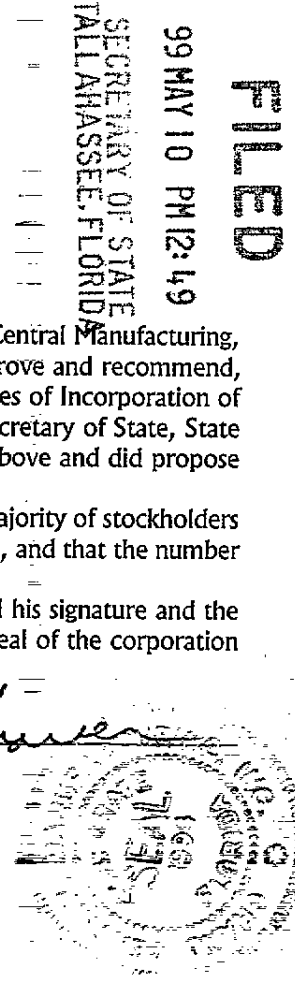 FILED
99 MAY 10 PM 12:49
SECRETARY OF STATE
TALLAHASSEE, FLORIDA
Central Manufacturing,
rove and recommend,
es of Incorporation of
cretary of State, State
bove and did propose
ajority of stockholders
, and that the number
his signature and the
eal of the corporation
SEAL